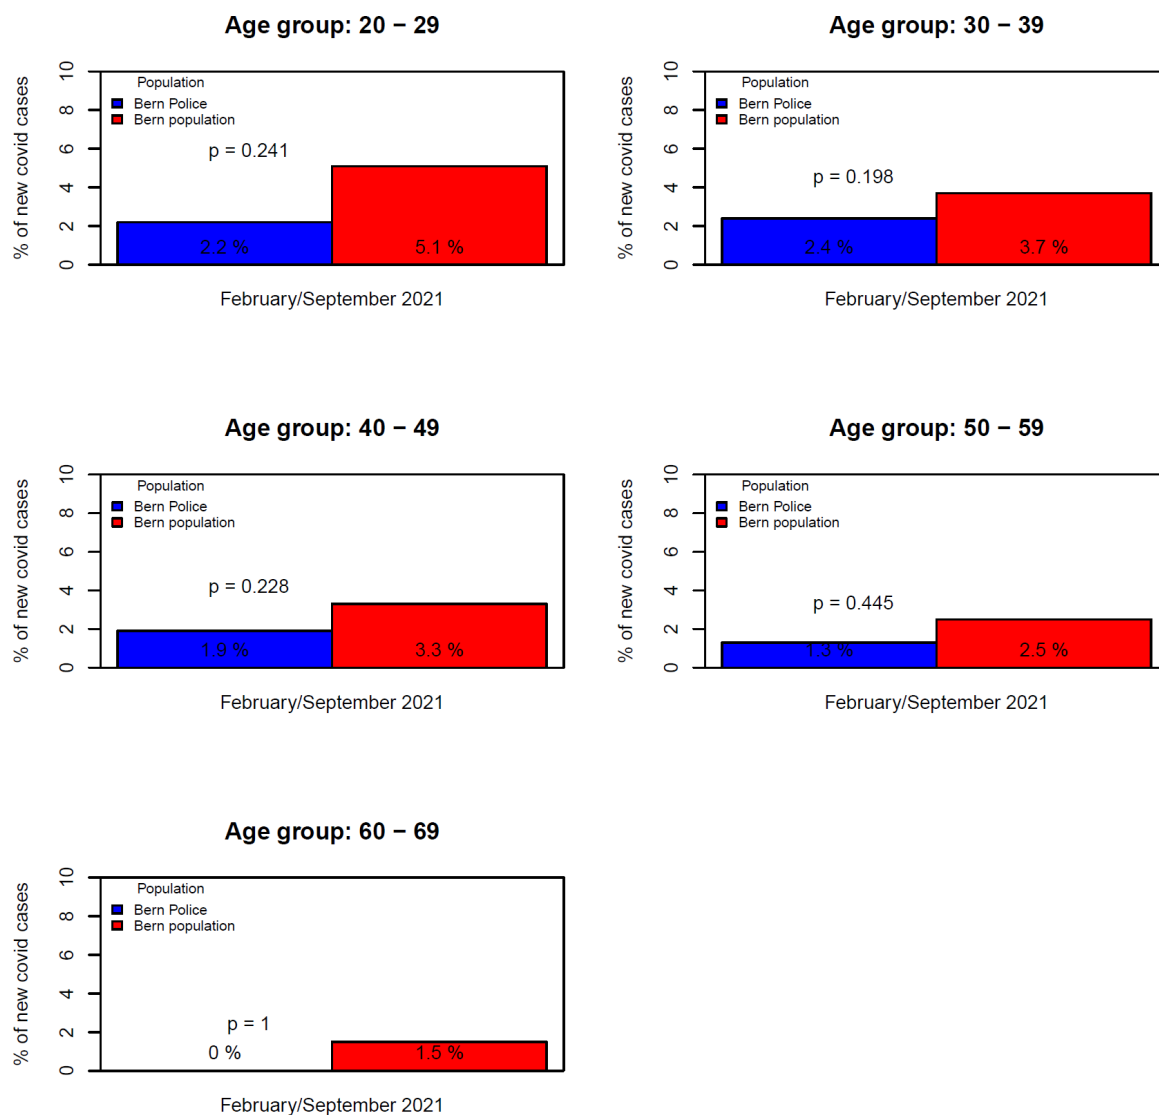 Age group: 20 − 29
% of new covid cases
10
8
6
4
2
0
Population
Bern Police
Bern population
p = 0.241
2.2 %
5.1 %
February/September 2021
Age group: 30 − 39
% of new covid cases
10
8
6
4
2
0
Population
Bern Police
Bern population
p = 0.198
2.4 %
3.7 %
February/September 2021
Age group: 40 − 49
% of new covid cases
10
8
6
4
2
0
Population
Bern Police
Bern population
p = 0.228
1.9 %
3.3 %
February/September 2021
Age group: 50 − 59
% of new covid cases
10
8
6
4
2
0
Population
Bern Police
Bern population
p = 0.445
1.3 %
2.5 %
February/September 2021
Age group: 60 − 69
% of new covid cases
10
8
6
4
2
0
Population
Bern Police
Bern population
p = 1
0 %
1.5 %
February/September 2021